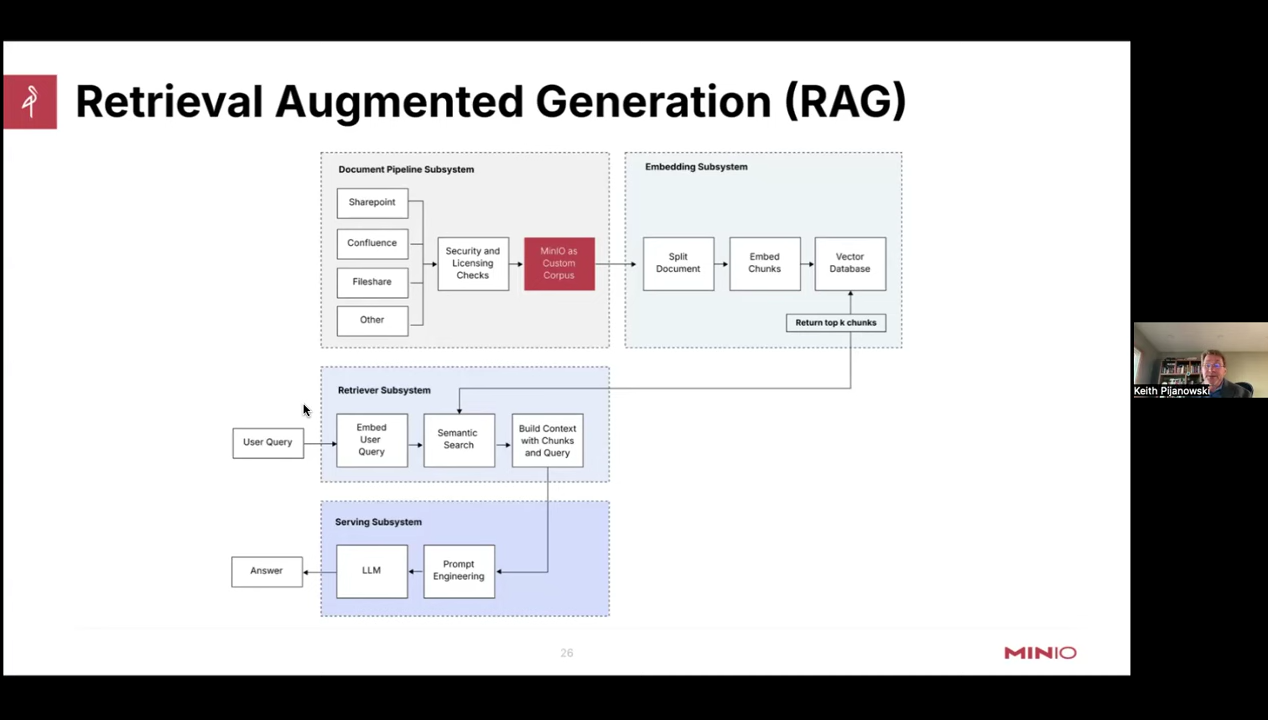 Retrieval Augmented Generation (RAG)
Document Pipeline Subsystem
Sharepoint
Confluence
Fileshare
Other
Security and
Licensing
Checks
MinIO as
Custom
Corpus
Embedding Subsystem
Split
Document
Embed
Chunks
Vector
Database
Return top k chunks
Retriever Subsystem
User Query
Embed
User
Query
Semantic
Search
Build Context
with Chunks
and Query
Serving Subsystem
Answer
LLM
Prompt
Engineering
26
MINIO
Keith Pijanowski